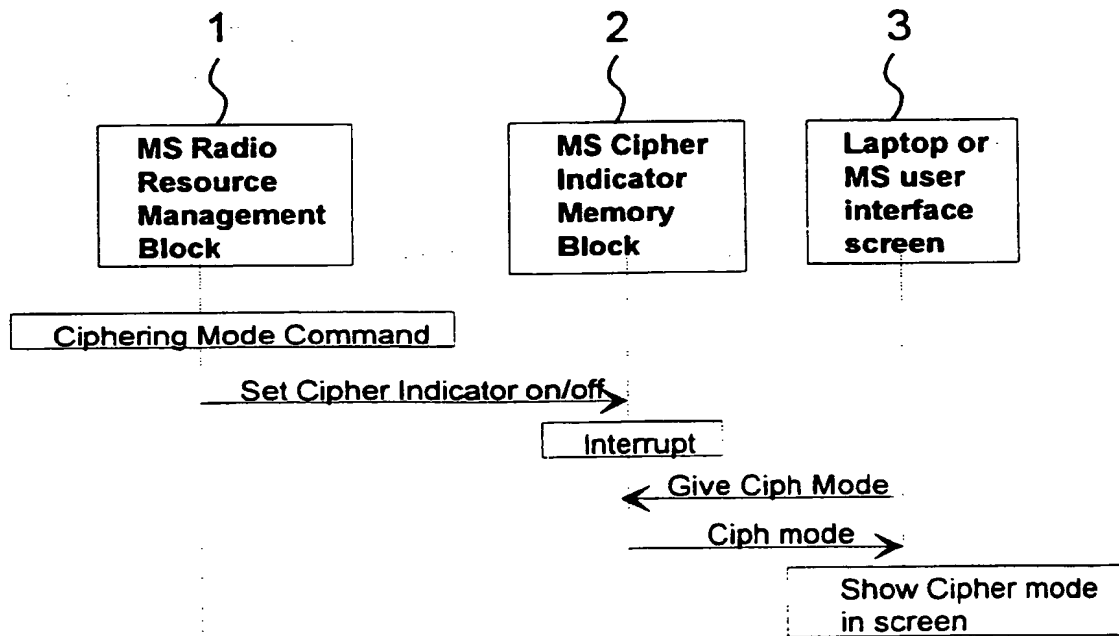 1
2
3
MS Radio
Resource
Management
Block
MS Cipher
Indicator
Memory
Block
Laptop or
MS user
interface
screen
Ciphering Mode Command
Set Cipher Indicator on/off
Interrupt
Give Ciph Mode
Ciph mode
Show Cipher mode
in screen